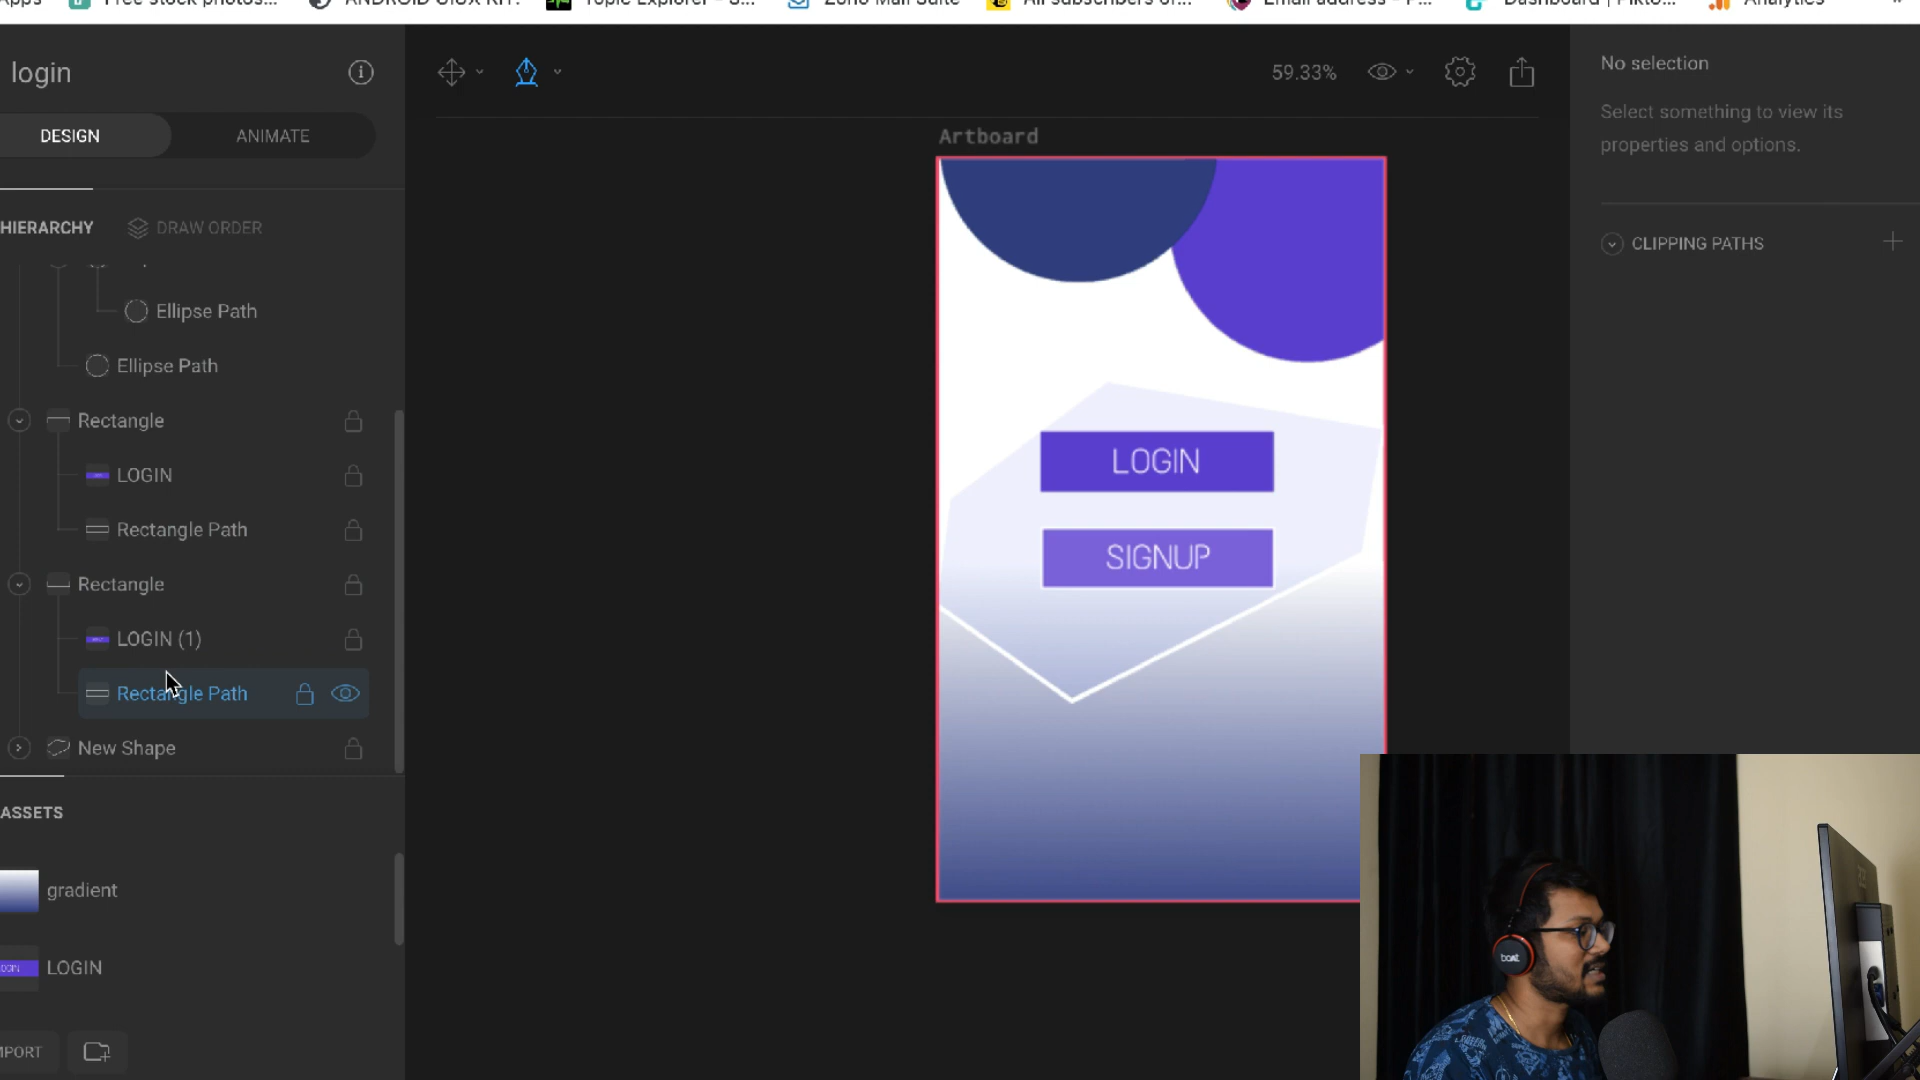 login
DESIGN
ANIMATE
59.33%
No selection
Select something to view its
properties and options.
CLIPPING PATHS
HIERARCHY
DRAW ORDER
Ellipse Path
Ellipse Path
Rectangle
LOGIN
Rectangle Path
Rectangle
LOGIN (1)
Rectangle Path
New Shape
ASSETS
gradient
LOGIN
Artboard
LOGIN
SIGNUP
boat